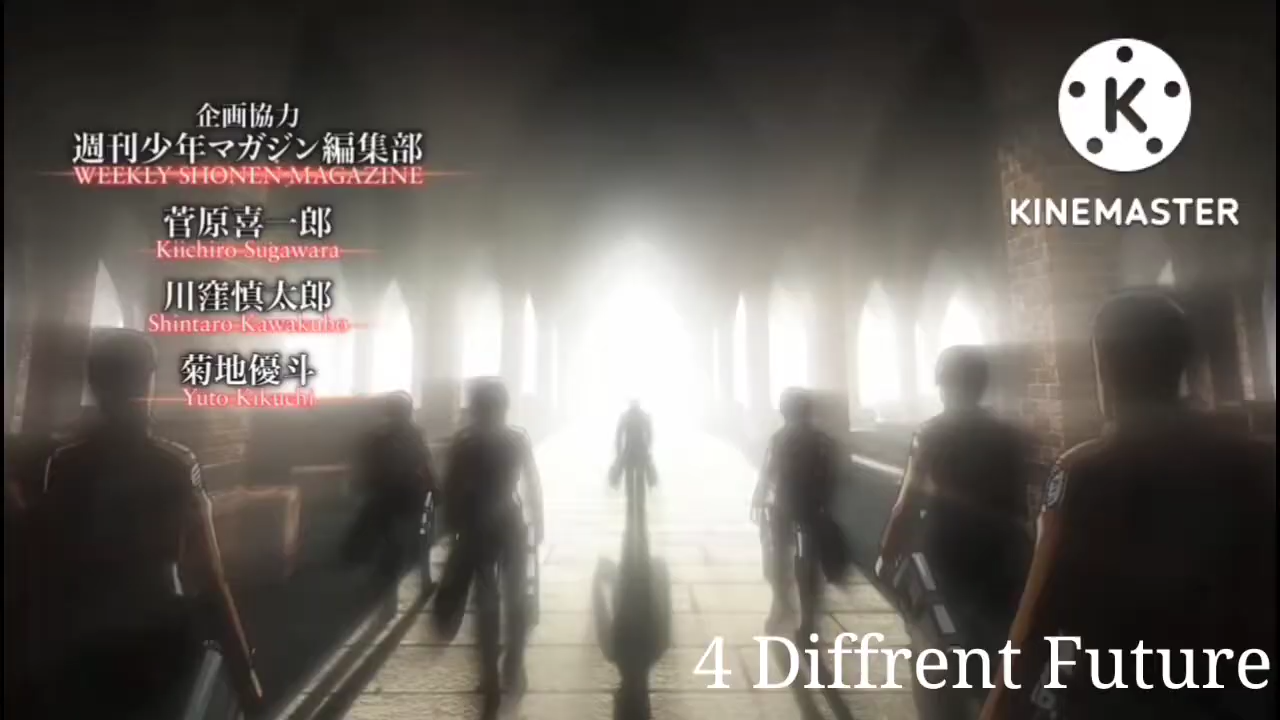 企画協力
週刊少年マガジン編集部
WEEKLY SHONEN MAGAZINE
菅原喜一郎
Kiichiro Sugawara
川窪慎太郎
Shintaro Kawakubo
菊地優斗
Yuto Kikuchi
K
KINEMASTER
4 Diffrent Future